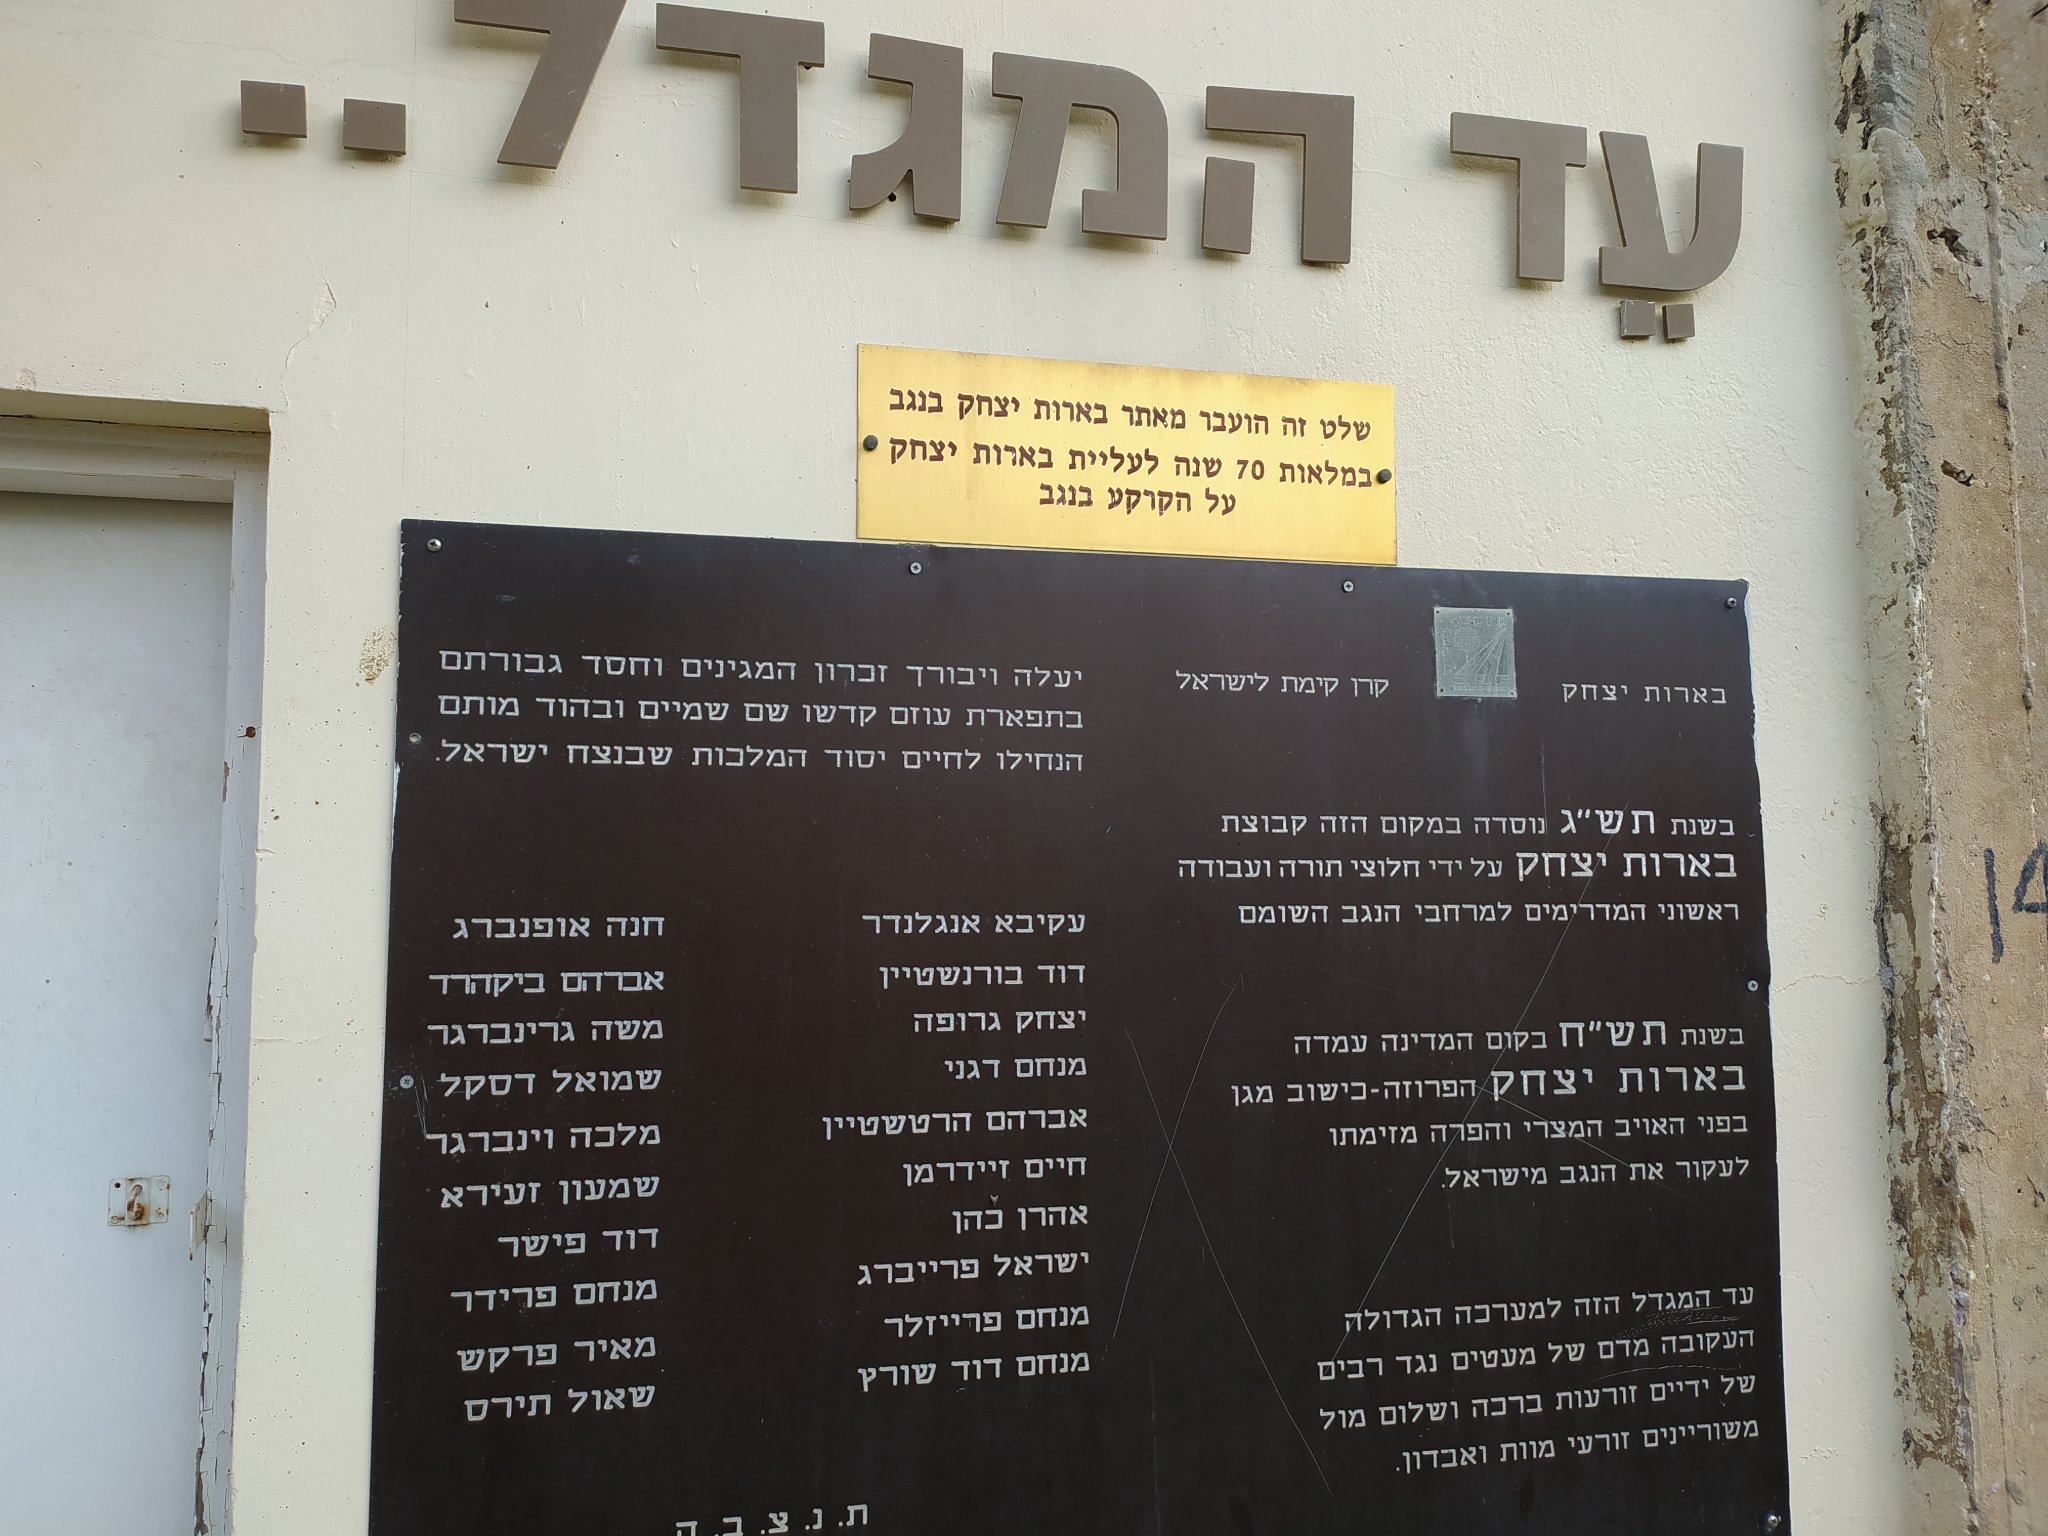 עֵד המגדל..
שלט זה הועבר מאתר בארות יצחק בנגב
במלאות 70 שנה לעליית בארות יצחק
על הקרקע בנגב
בארות יצחק
קרן קימת לישראל
בשנת תש״ג נוסדה במקום הזה קבוצת
בארות יצחק על ידי חלוצי תורה ועבודה
ראשוני המדרימים למרחבי הנגב השומם
בשנת תש״ח בקום המדינה עמדה
בארות יצחק הפרוזה-כישוב מגן
בפני האויב המצרי והפרה מזימתו
לעקור את הנגב מישראל.
עד המגדל הזה למערכה הגדולה
העקובה מדם של מעטים נגד רבים
של ידיים זורעות ברכה ושלום מול
משוריינים זורעי מוות ואבדון.
יעלה ויבורך זכרון המגינים וחסד גבורתם
בתפארת עוזם קדשו שם שמיים ובהוד מותם
הנחילו לחיים יסוד המלכות שבנצח ישראל.
עקיבא אנגלנדר
דוד בורנשטיין
יצחק גרופה
מנחם דגני
אברהם הרטשטיין
חיים זיידרמן
אהרן כהן
ישראל פרייברג
מנחם פרייזלר
מנחם דוד שורץ
חנה אופנברג
אברהם ביקהרד
משה גרינברגר
שמואל דסקל
מלכה וינברגר
שמעון זעירא
דוד פישר
מנחם פרידר
מאיר פרקש
שאול תירס
ת. נ. צ. ב. ה